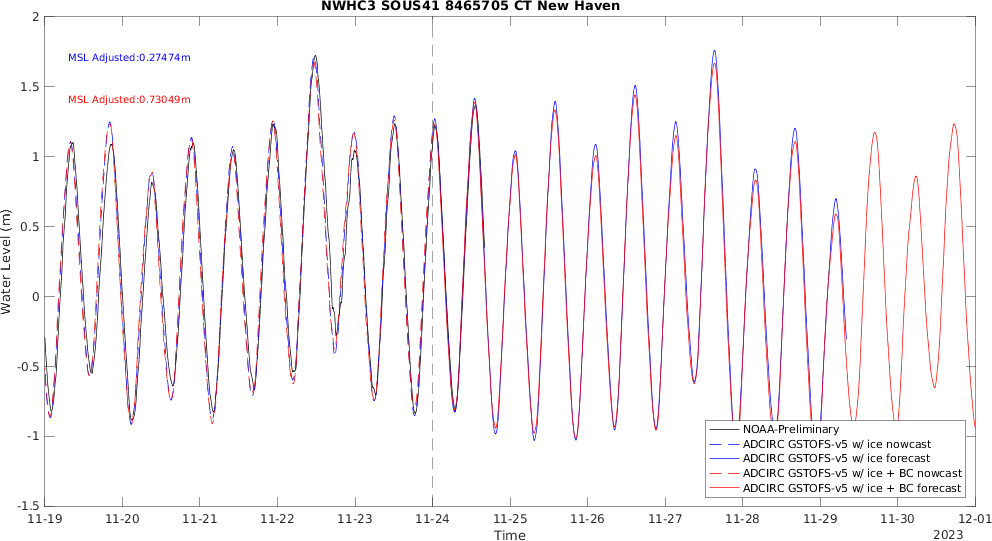 NWHC3 SOUS41 8465705 CT New Haven
MSL Adjusted:0.27474m
MSL Adjusted:0.73049m
Water Level (m)
2
1.5
1
0.5
0
-0.5
-1
-1.5
NOAA-Preliminary
ADCIRC GSTOFS-v5 w/ ice nowcast
ADCIRC GSTOFS-v5 w/ ice forecast
ADCIRC GSTOFS-v5 w/ ice + BC nowcast
ADCIRC GSTOFS-v5 w/ ice + BC forecast
11-19 11-20 11-21 11-22 11-23 11-24 11-25 11-26 11-27 11-28 11-29 11-30 12-01
Time
2023